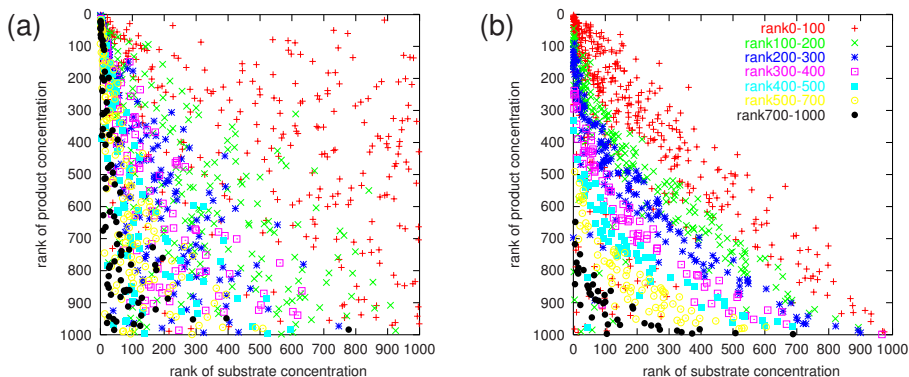 (a)
rank of product concentration
0
100
200
300
400
500
600
700
800
900
1000
0 100 200 300 400 500 600 700 800 900 1000
rank of substrate concentration
(b)
rank of product concentration
0
100
200
300
400
500
600
700
800
900
1000
rank0-100
rank100-200
rank200-300
rank300-400
rank400-500
rank500-700
rank700-1000
0 100 200 300 400 500 600 700 800 900 1000
rank of substrate concentration